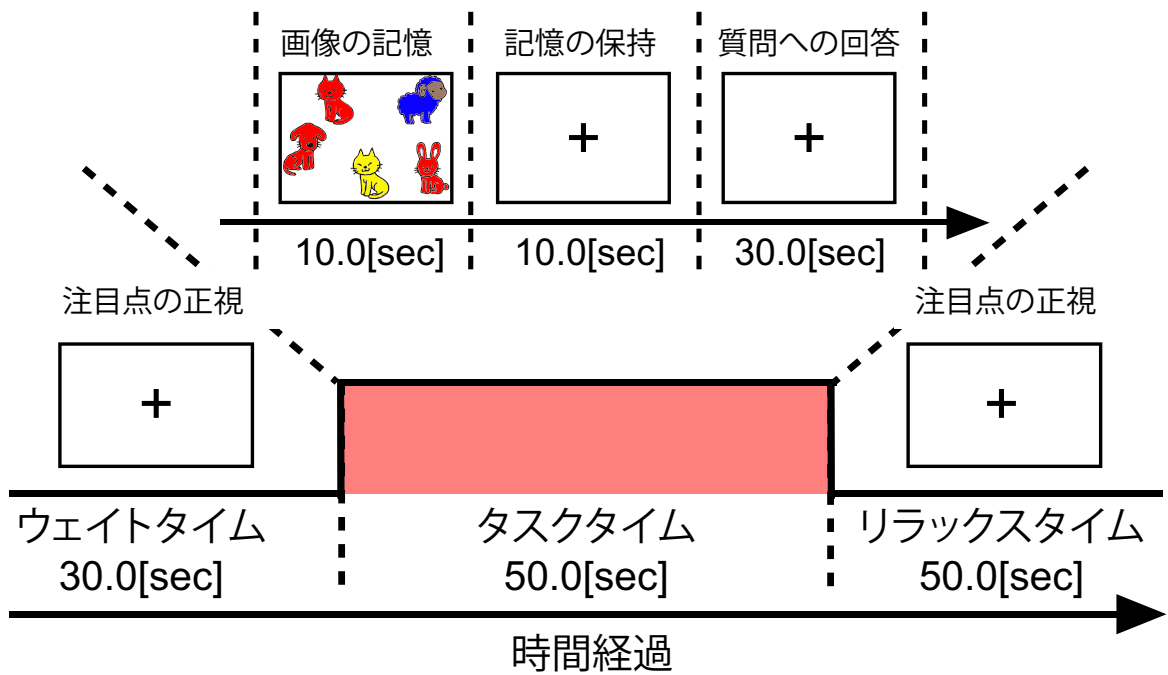 画像の記憶 記憶の保持 質問への回答
10.0[sec] 10.0[sec] 30.0[sec]
注目点の正視 注目点の正視
ウェイトタイム タスクタイム リラックスタイム
30.0[sec] 50.0[sec] 50.0[sec]
時間経過